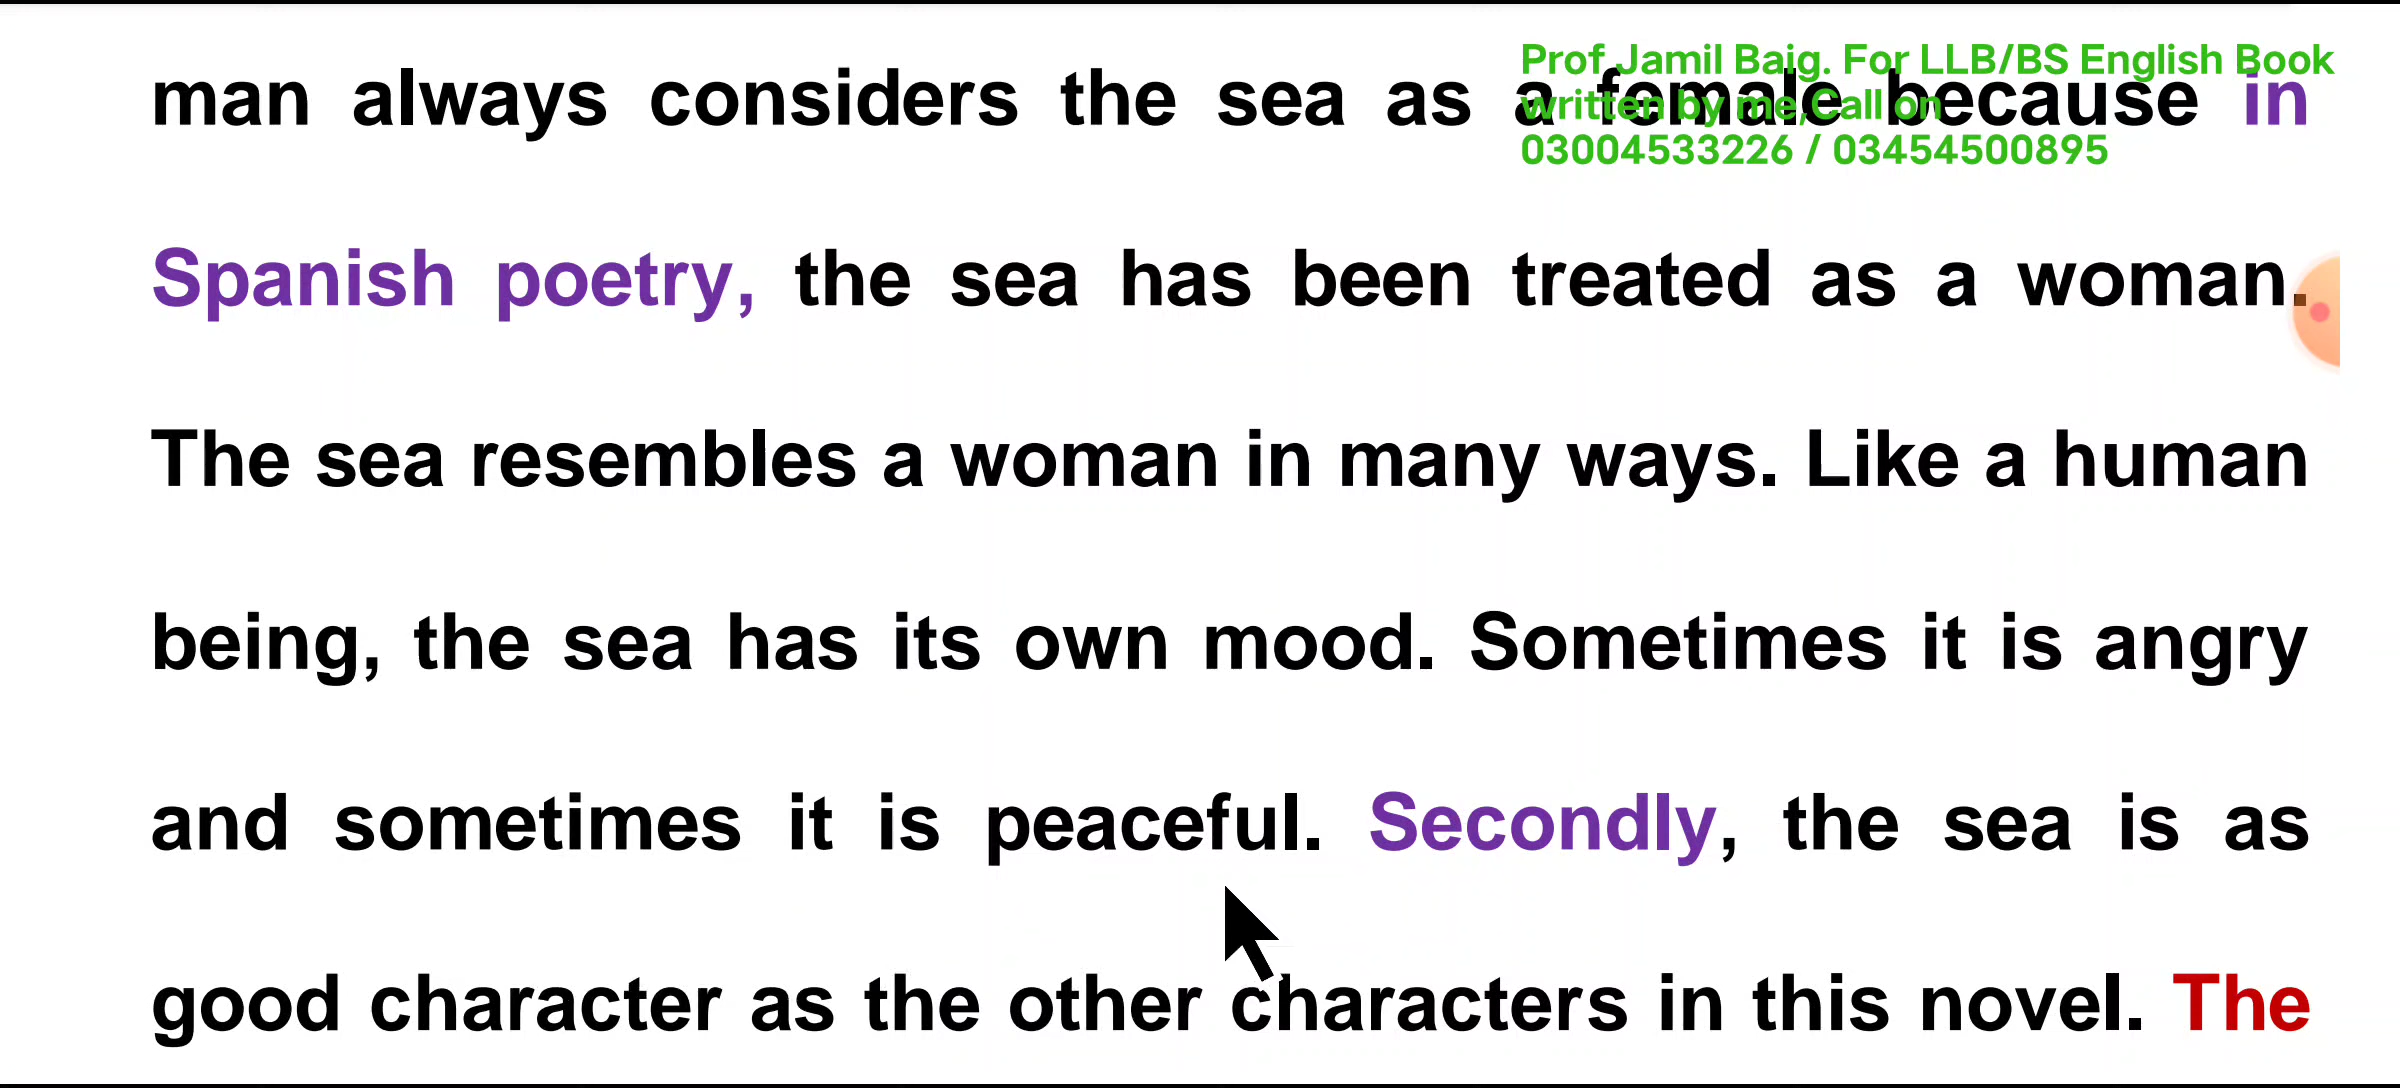 Prof Jamil Baig. For LLB/BS English Book
written by me,Call on
03004533226 / 03454500895
man always considers the sea as a female because in
Spanish poetry, the sea has been treated as a woman.
The sea resembles a woman in many ways. Like a human
being, the sea has its own mood. Sometimes it is angry
and sometimes it is peaceful. Secondly, the sea is as
good character as the other characters in this novel. The